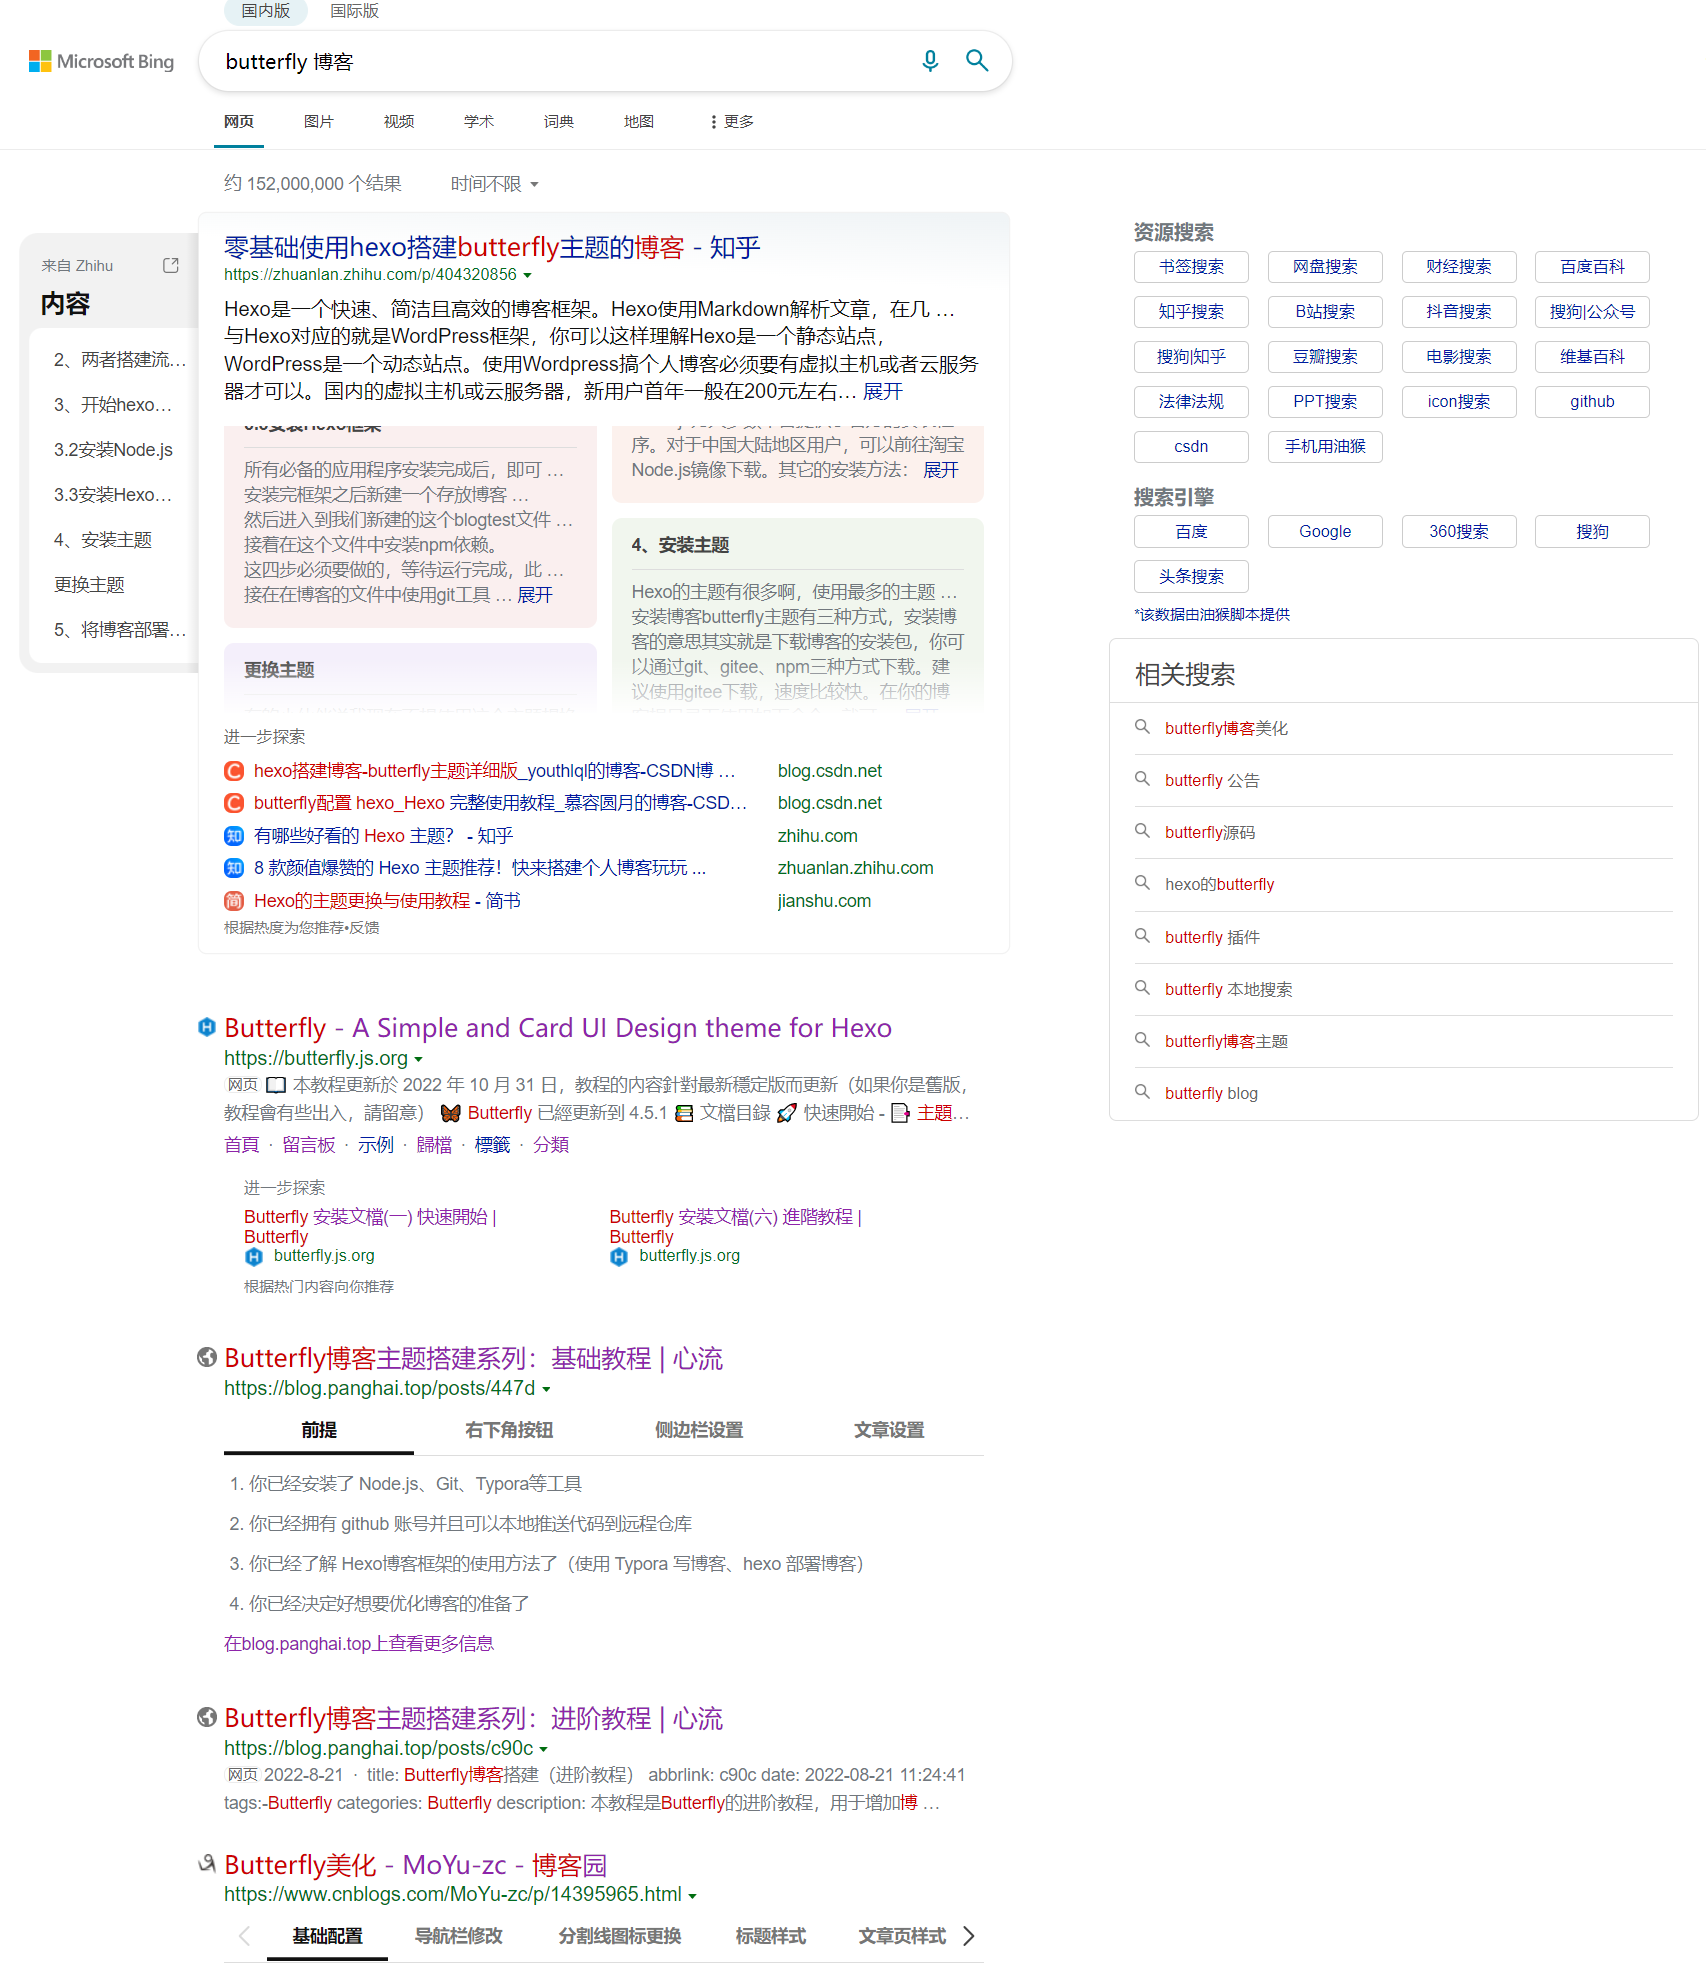 国内版 国际版
Microsoft Bing
butterfly 博客
网页 图片 视频 学术 词典 地图 更多
约 152,000,000 个结果 时间不限
来自 Zhihu
内容
2、两者搭建流…
3、开始hexo…
3.2安装Node.js
3.3安装Hexo…
4、安装主题
更换主题
5、将博客部署…
零基础使用hexo搭建butterfly主题的博客 - 知乎
https://zhuanlan.zhihu.com/p/404320856
Hexo是一个快速、简洁且高效的博客框架。Hexo使用Markdown解析文章，在几 …
与Hexo对应的就是WordPress框架，你可以这样理解Hexo是一个静态站点，
WordPress是一个动态站点。使用Wordpress搞个人博客必须要有虚拟主机或者云服务
器才可以。国内的虚拟主机或云服务器，新用户首年一般在200元左右… 展开
所有必备的应用程序安装完成后，即可 …
安装完框架之后新建一个存放博客 …
然后进入到我们新建的这个blogtest文件 …
接着在这个文件中安装npm依赖。
这四步必须要做的，等待运行完成，此 …
接在在博客的文件中使用git工具 … 展开
更换主题
序。对于中国大陆地区用户，可以前往淘宝
Node.js镜像下载。其它的安装方法： 展开
4、安装主题
Hexo的主题有很多啊，使用最多的主题 …
安装博客butterfly主题有三种方式，安装博
客的意思其实就是下载博客的安装包，你可
以通过git、gitee、npm三种方式下载。建
议使用gitee下载，速度比较快。在你的博
进一步探索
hexo搭建博客-butterfly主题详细版_youthlql的博客-CSDN博 … blog.csdn.net
butterfly配置 hexo_Hexo 完整使用教程_慕容圆月的博客-CSD… blog.csdn.net
有哪些好看的 Hexo 主题？ - 知乎 zhihu.com
8 款颜值爆赞的 Hexo 主题推荐！快来搭建个人博客玩玩 ... zhuanlan.zhihu.com
Hexo的主题更换与使用教程 - 简书 jianshu.com
根据热度为您推荐•反馈
Butterfly - A Simple and Card UI Design theme for Hexo
https://butterfly.js.org
网页 📖 本教程更新於 2022 年 10 月 31 日，教程的内容針對最新穩定版而更新（如果你是舊版，
教程會有些出入，請留意） 🦋 Butterfly 已經更新到 4.5.1 📚 文檔目錄 🚀 快速開始 - 📑 主題…
首頁 · 留言板 · 示例 · 歸檔 · 標籤 · 分類
进一步探索
Butterfly 安裝文檔(一) 快速開始 |
Butterfly
butterfly.js.org
Butterfly 安裝文檔(六) 進階教程 |
Butterfly
butterfly.js.org
根据热门内容向你推荐
Butterfly博客主题搭建系列：基础教程 | 心流
https://blog.panghai.top/posts/447d
前提 右下角按钮 侧边栏设置 文章设置
1. 你已经安装了 Node.js、Git、Typora等工具
2. 你已经拥有 github 账号并且可以本地推送代码到远程仓库
3. 你已经了解 Hexo博客框架的使用方法了（使用 Typora 写博客、hexo 部署博客）
4. 你已经决定好想要优化博客的准备了
在blog.panghai.top上查看更多信息
Butterfly博客主题搭建系列：进阶教程 | 心流
https://blog.panghai.top/posts/c90c
网页 2022-8-21 · title: Butterfly博客搭建（进阶教程） abbrlink: c90c date: 2022-08-21 11:24:41
tags:-Butterfly categories: Butterfly description: 本教程是Butterfly的进阶教程，用于增加博 …
Butterfly美化 - MoYu-zc - 博客园
https://www.cnblogs.com/MoYu-zc/p/14395965.html
基础配置 导航栏修改 分割线图标更换 标题样式 文章页样式
资源搜索
书签搜索 网盘搜索 财经搜索 百度百科
知乎搜索 B站搜索 抖音搜索 搜狗|公众号
搜狗|知乎 豆瓣搜索 电影搜索 维基百科
法律法规 PPT搜索 icon搜索 github
csdn 手机用油猴
搜索引擎
百度 Google 360搜索 搜狗
头条搜索
*该数据由油猴脚本提供
相关搜索
butterfly博客美化
butterfly 公告
butterfly源码
hexo的butterfly
butterfly 插件
butterfly 本地搜索
butterfly博客主题
butterfly blog